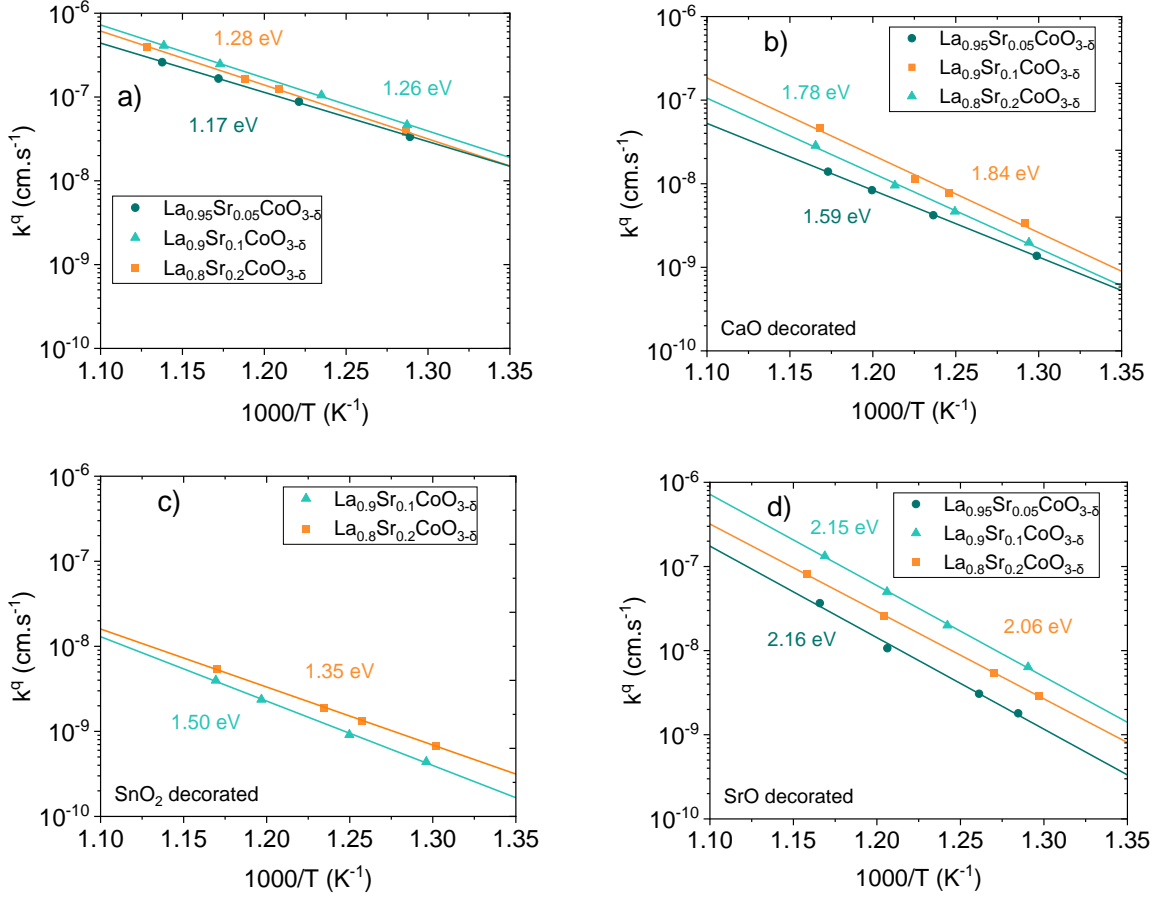 a)
10⁻⁶
10⁻⁷
10⁻⁸
10⁻⁹
10⁻¹⁰
kq (cm.s⁻¹)
1.28 eV
1.26 eV
1.17 eV
La0.95Sr0.05CoO3-δ
La0.9Sr0.1CoO3-δ
La0.8Sr0.2CoO3-δ
1.10 1.15 1.20 1.25 1.30 1.35
1000/T (K⁻¹)
b)
10⁻⁶
10⁻⁷
10⁻⁸
10⁻⁹
10⁻¹⁰
kq (cm.s⁻¹)
La0.95Sr0.05CoO3-δ
La0.9Sr0.1CoO3-δ
La0.8Sr0.2CoO3-δ
1.78 eV
1.84 eV
1.59 eV
CaO decorated
1.10 1.15 1.20 1.25 1.30 1.35
1000/T (K⁻¹)
c)
10⁻⁶
10⁻⁷
10⁻⁸
10⁻⁹
10⁻¹⁰
kq (cm.s⁻¹)
La0.9Sr0.1CoO3-δ
La0.8Sr0.2CoO3-δ
1.35 eV
1.50 eV
SnO2 decorated
1.10 1.15 1.20 1.25 1.30 1.35
1000/T (K⁻¹)
d)
10⁻⁶
10⁻⁷
10⁻⁸
10⁻⁹
10⁻¹⁰
kq (cm.s⁻¹)
La0.95Sr0.05CoO3-δ
La0.9Sr0.1CoO3-δ
La0.8Sr0.2CoO3-δ
2.15 eV
2.06 eV
2.16 eV
SrO decorated
1.10 1.15 1.20 1.25 1.30 1.35
1000/T (K⁻¹)